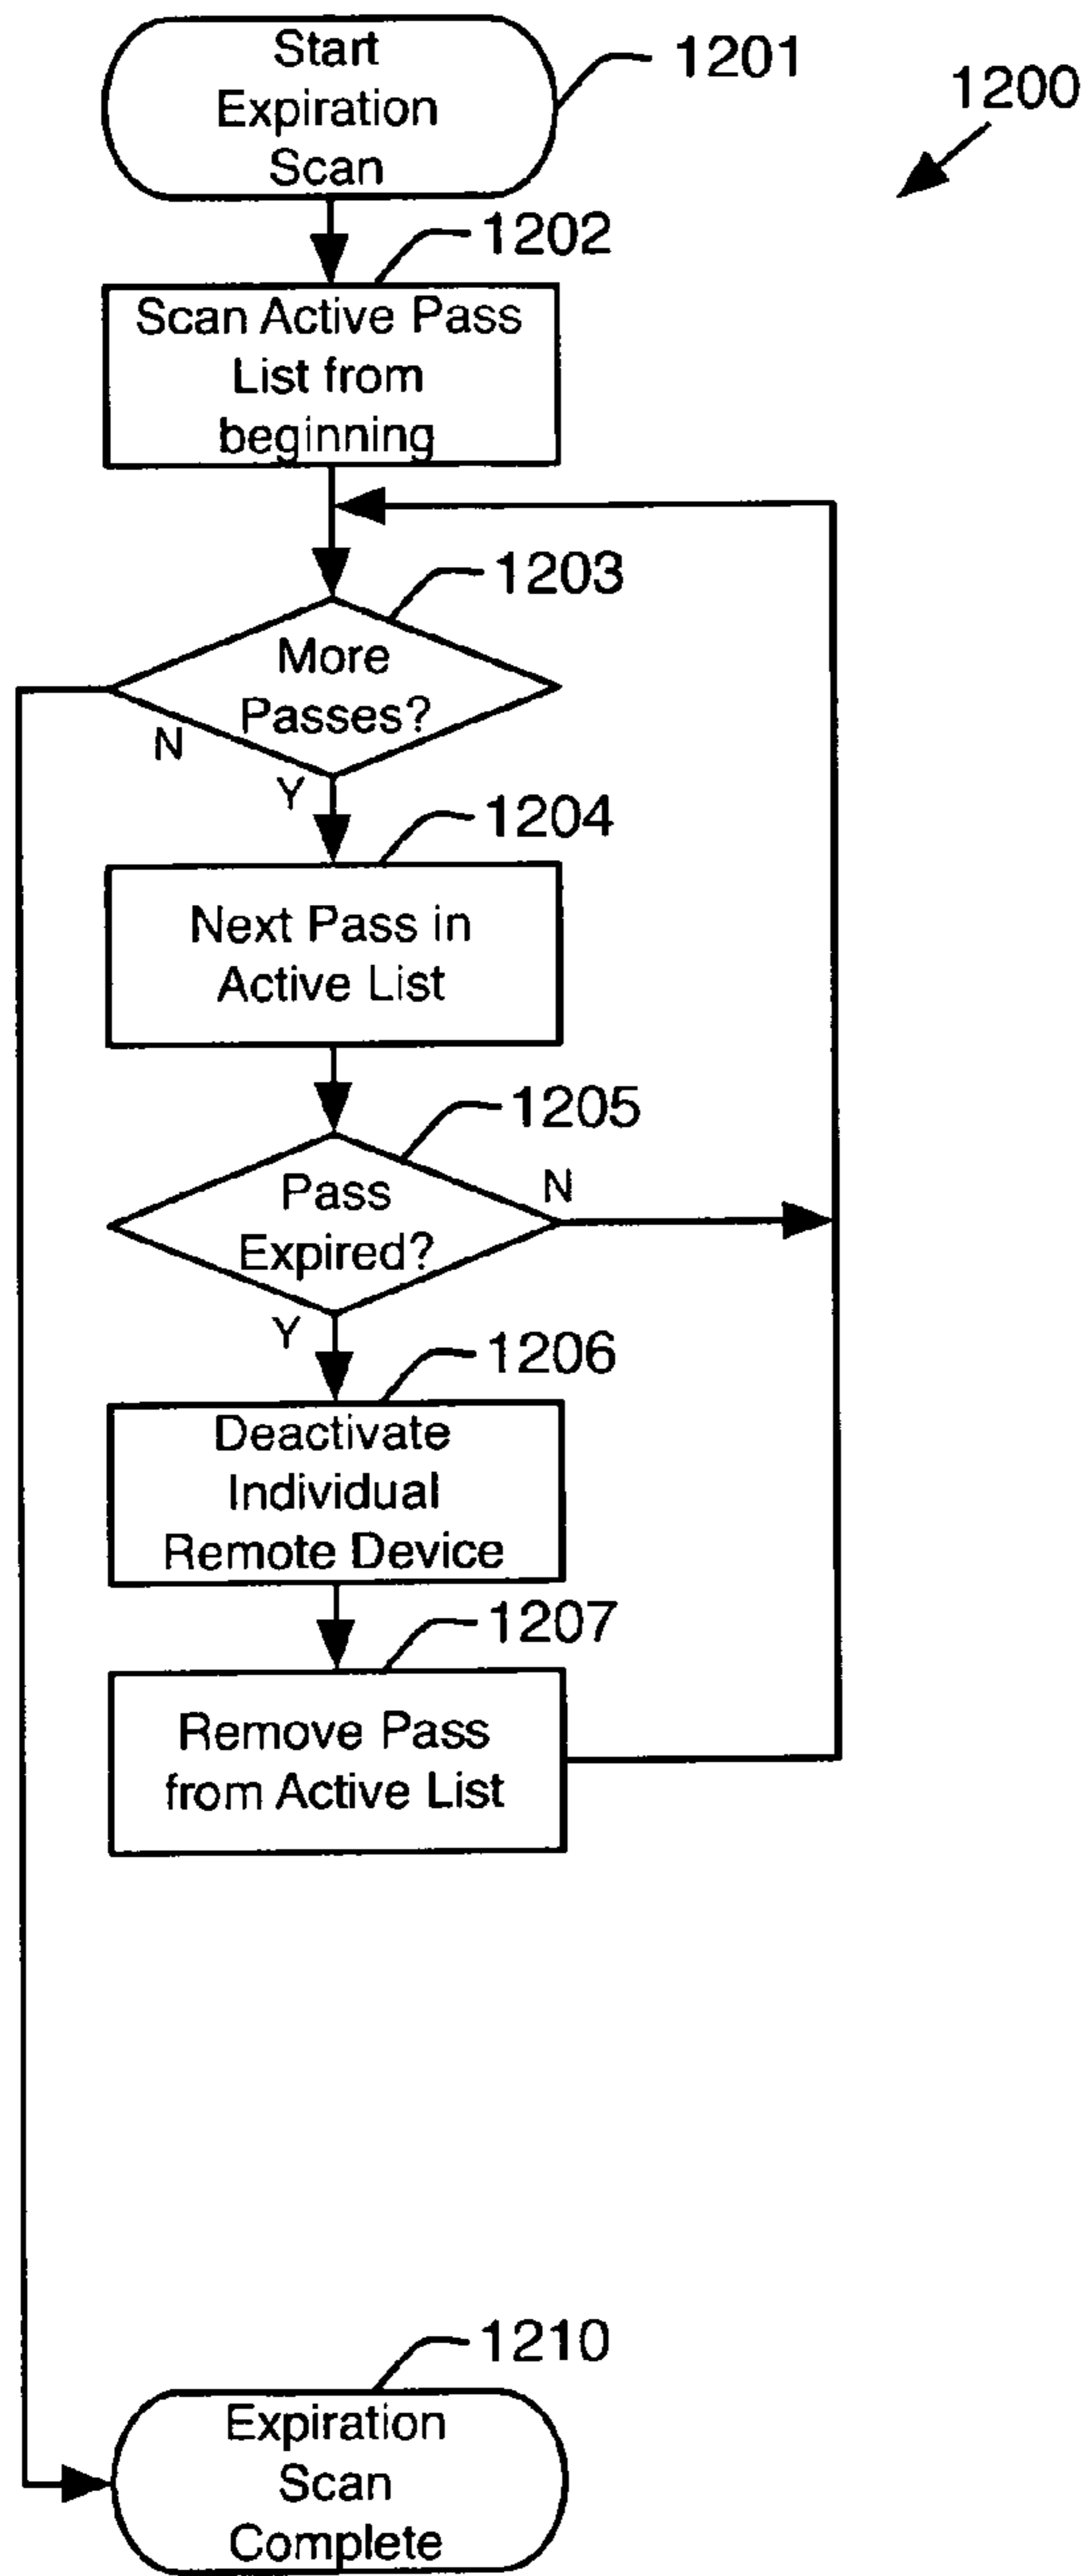 Start
Expiration
Scan
1201
1200
1202
Scan Active Pass
List from
beginning
1203
More
Passes?
N
Y
1204
Next Pass in
Active List
1205
Pass
Expired?
N
Y
1206
Deactivate
Individual
Remote Device
1207
Remove Pass
from Active List
1210
Expiration
Scan
Complete